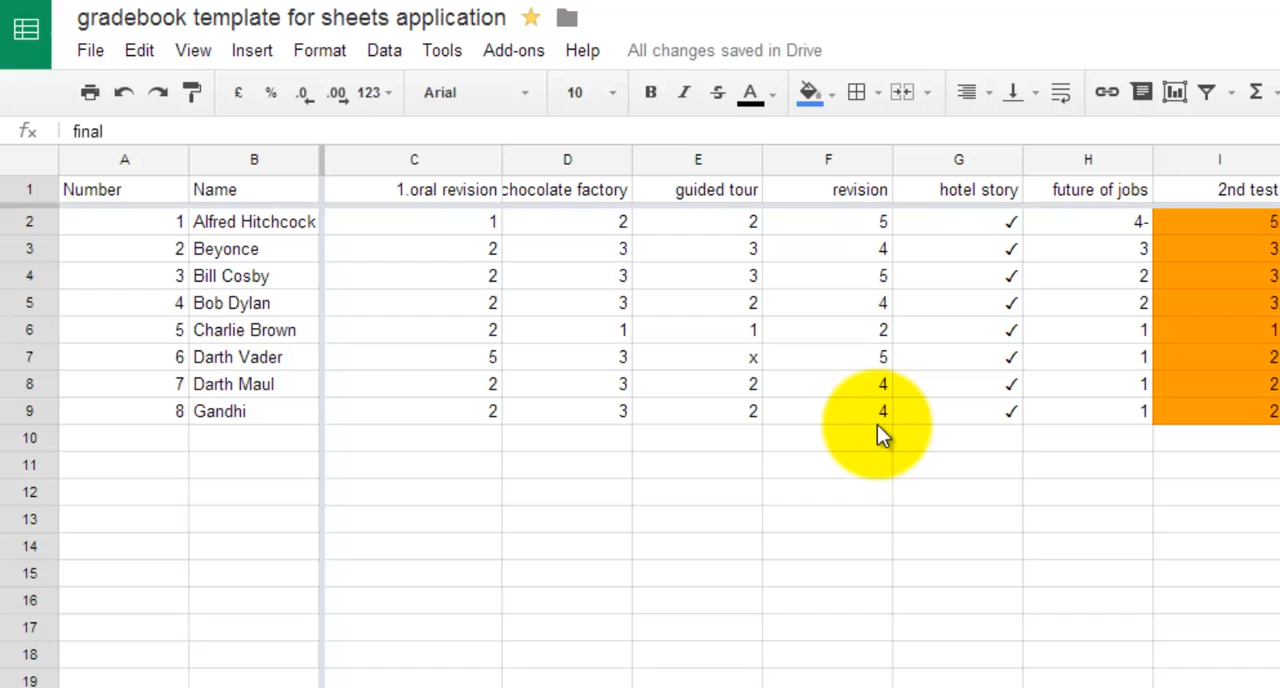 gradebook template for sheets application
File Edit View Insert Format Data Tools Add-ons Help All changes saved in Drive
£ % .0 .00 123 Arial 10 B I S A Σ
fx final
A B C D E F G H I
1 Number Name 1.oral revision chocolate factory guided tour revision hotel story future of jobs 2nd test
2 1 Alfred Hitchcock 1 2 2 5 ✓ 4- 5
3 2 Beyonce 2 3 3 4 ✓ 3 3
4 3 Bill Cosby 2 3 3 5 ✓ 2 3
5 4 Bob Dylan 2 3 2 4 ✓ 2 3
6 5 Charlie Brown 2 1 1 2 ✓ 1 1
7 6 Darth Vader 5 3 x 5 ✓ 1 2
8 7 Darth Maul 2 3 2 4 ✓ 1 2
9 8 Gandhi 2 3 2 4 ✓ 1 2
10
11
12
13
14
15
16
17
18
19